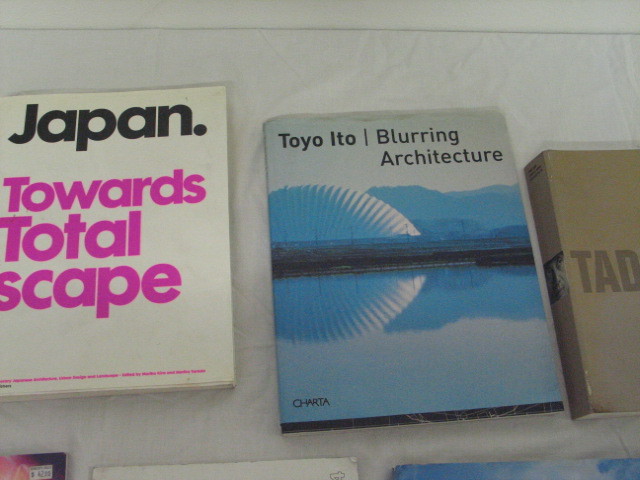 Japan.
Towards
Total
scape
Toyo Ito | Blurring
Architecture
CHARTA
TAD